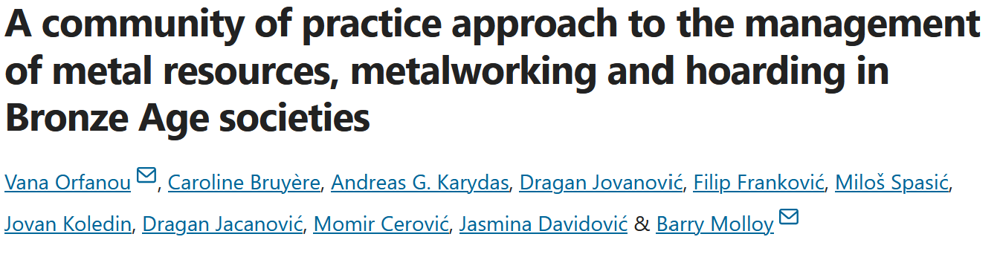 A community of practice approach to the management
of metal resources, metalworking and hoarding in
Bronze Age societies
Vana Orfanou, Caroline Bruyère, Andreas G. Karydas, Dragan Jovanović, Filip Franković, Miloš Spasić,
Jovan Koledin, Dragan Jacanović, Momir Cerović, Jasmina Davidović & Barry Molloy